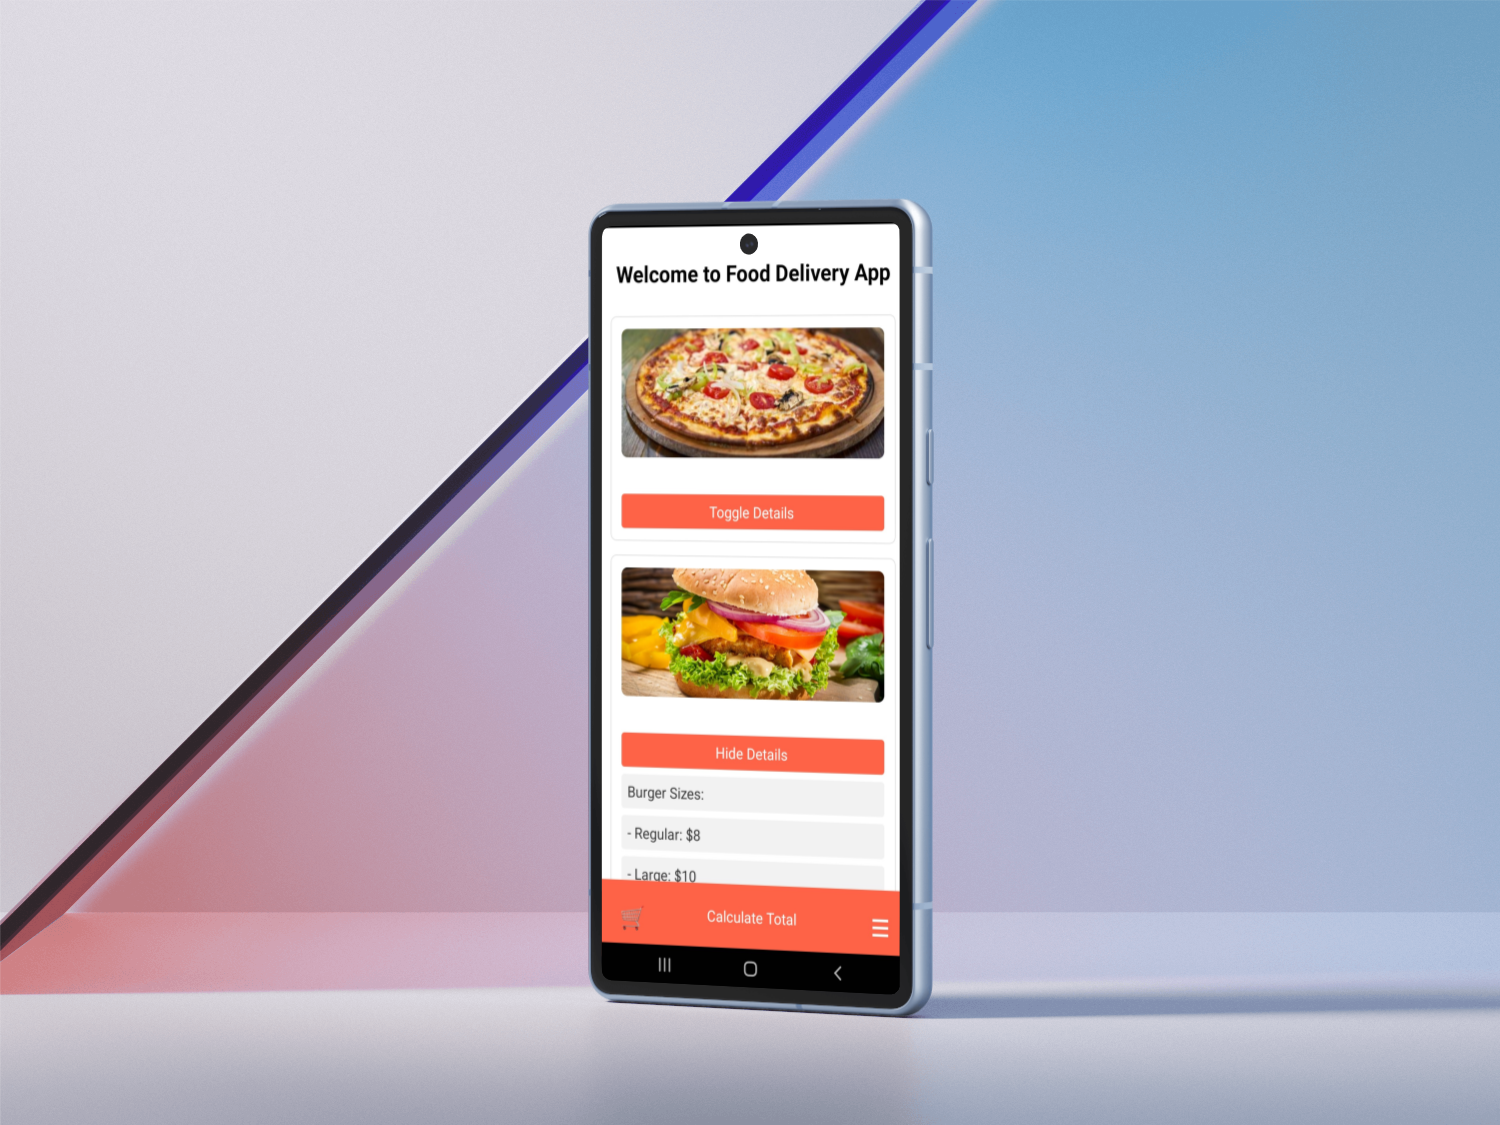 Welcome to Food Delivery App
Toggle Details
Hide Details
Burger Sizes:
- Regular: $8
- Large: $10
Calculate Total